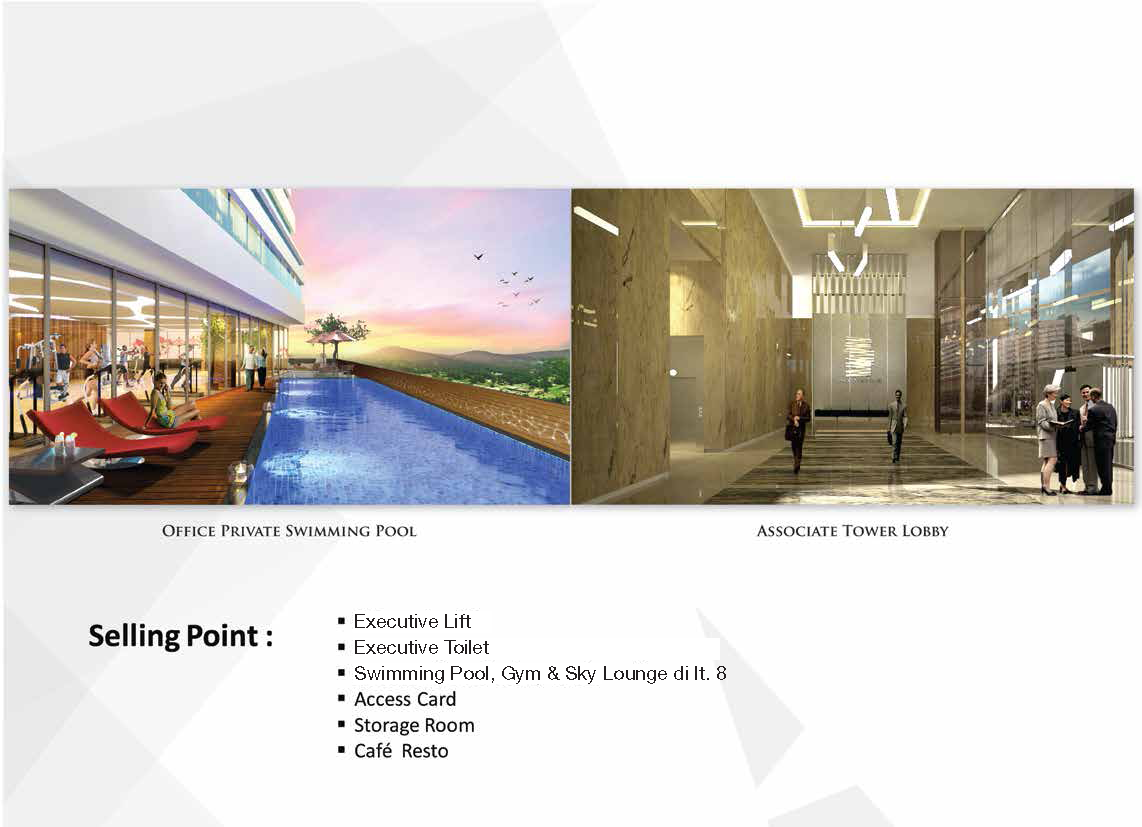 Office Private Swimming Pool
Associate Tower Lobby
Selling Point :
▪ Executive Lift
▪ Executive Toilet
▪ Swimming Pool, Gym & Sky Lounge di lt. 8
▪ Access Card
▪ Storage Room
▪ Café Resto